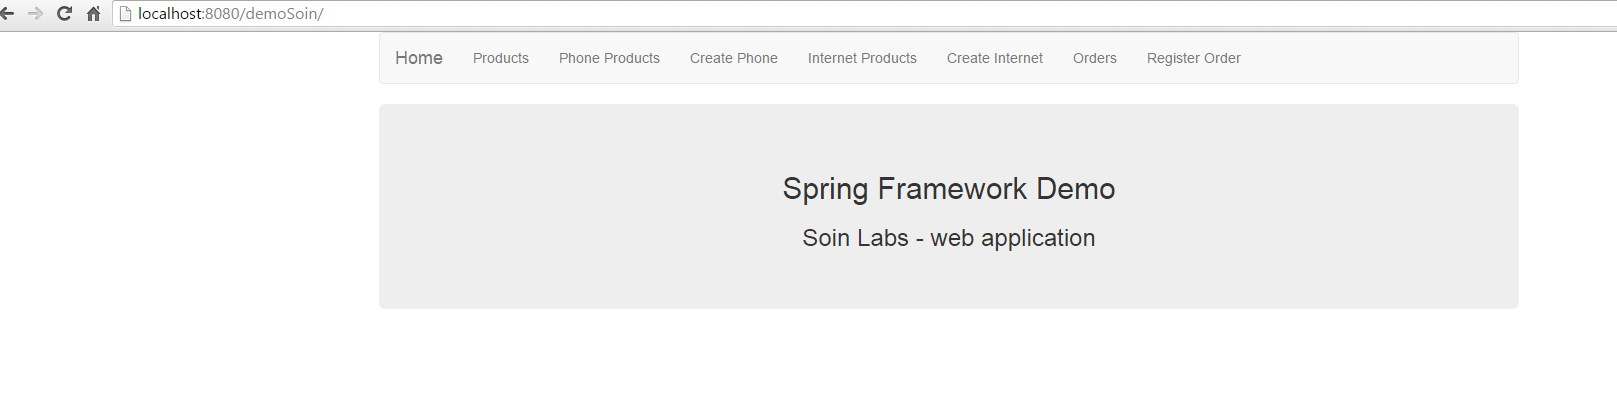 localhost:8080/demoSoin/
Home Products Phone Products Create Phone Internet Products Create Internet Orders Register Order
Spring Framework Demo
Soin Labs - web application